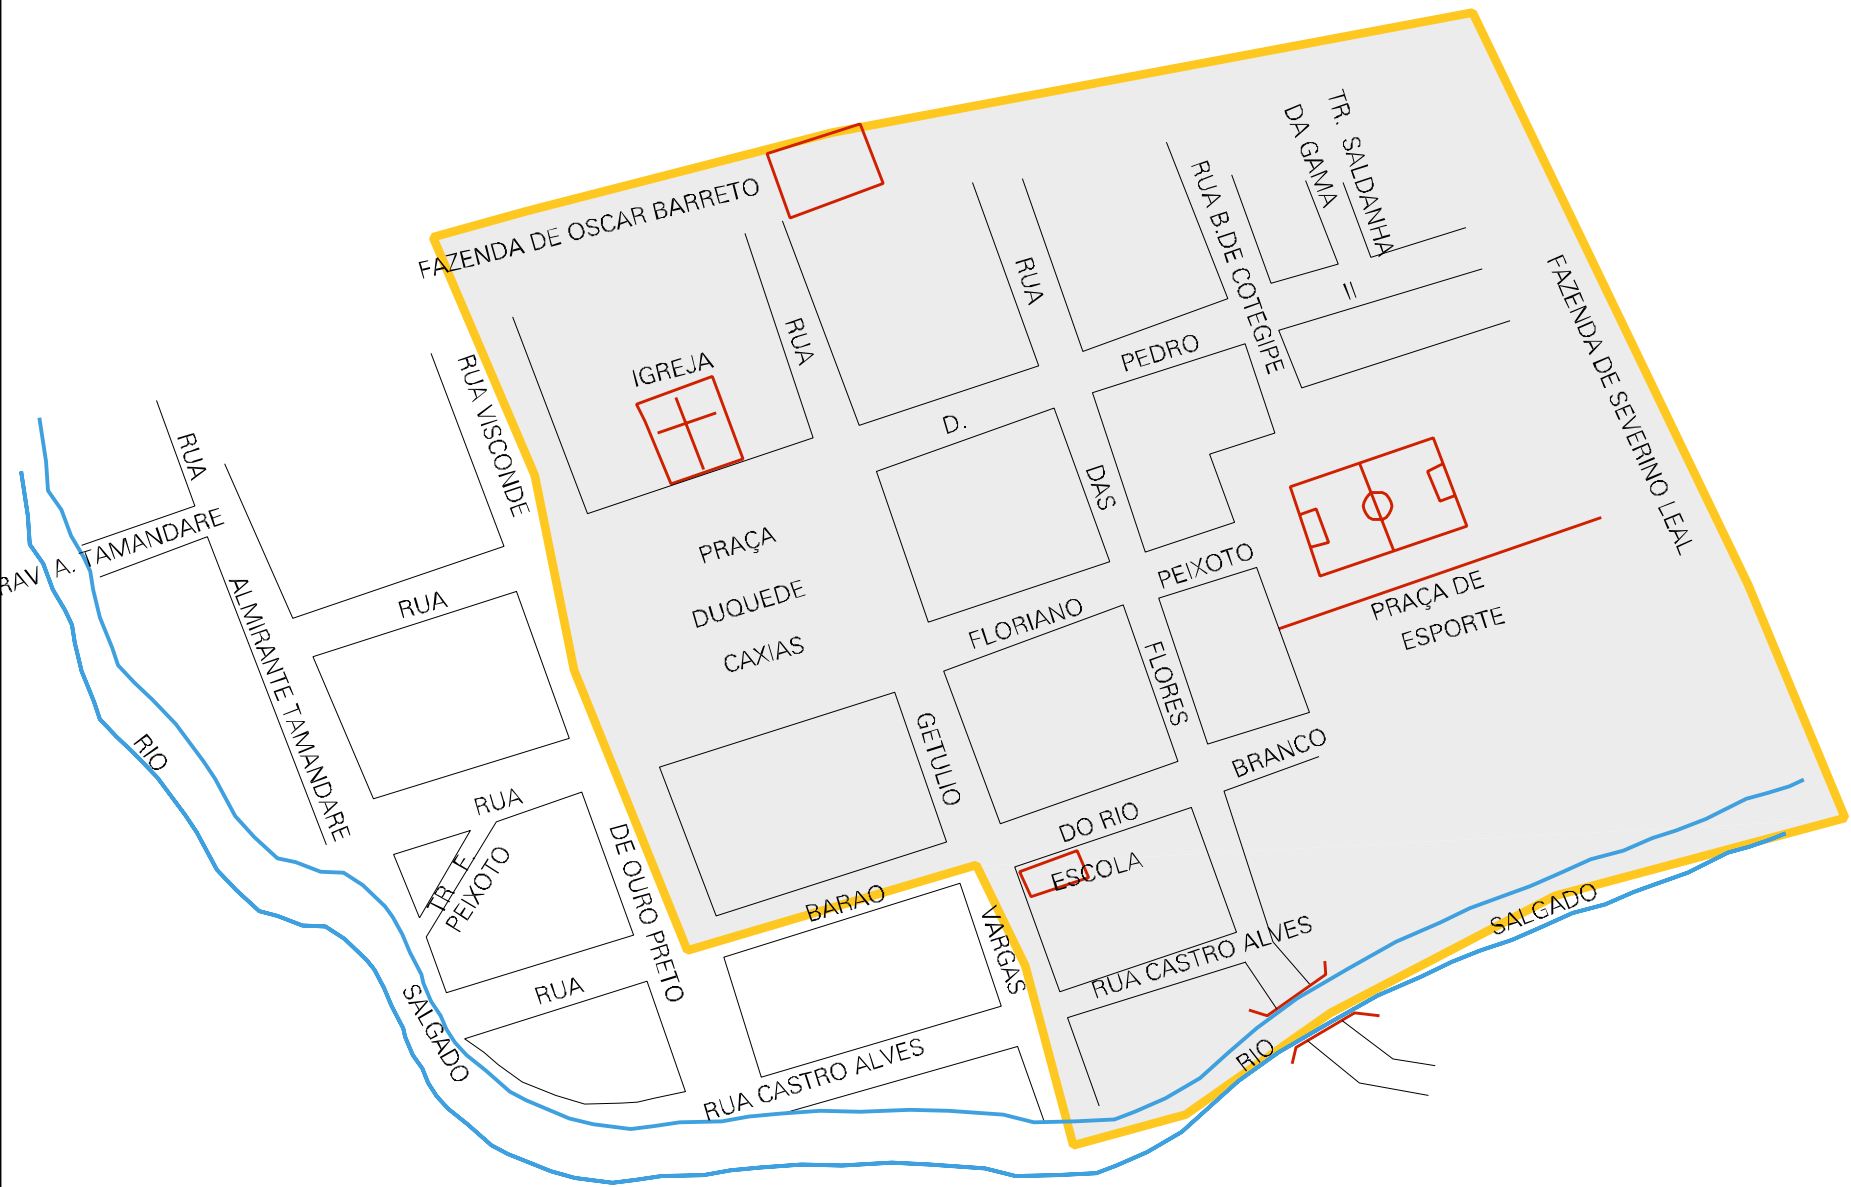 TR. SALDANHA
DA GAMA
FAZENDA DE OSCAR BARRETO
RUA B.DE COTEGIPE
RUA
II
RUA
PEDRO
FAZENDA DE SEVERINO LEAL
IGREJA
RUA VISCONDE
D.
RUA
DAS
RAV. A. TAMANDARE
PRAÇA
DUQUEDE
CAXIAS
PEIXOTO
PRAÇA DE
ESPORTE
RUA
FLORIANO
ALMIRANTE TAMANDARE
FLORES
GETULIO
BRANCO
RIO
RUA
DO RIO
TR. F.
PEIXOTO
DE OURO PRETO
ESCOLA
BARAO
VARGAS
SALGADO
RUA CASTRO ALVES
RUA
SALGADO
RIO
RUA CASTRO ALVES